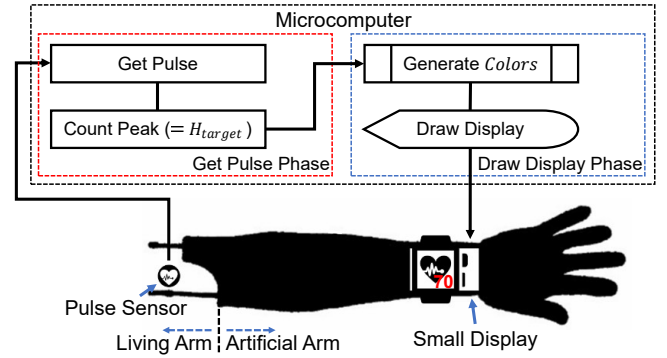 Microcomputer
Get Pulse
Count Peak (= H_target )
Get Pulse Phase
Generate Colors
Draw Display
Draw Display Phase
70
Pulse Sensor
Living Arm
Artificial Arm
Small Display